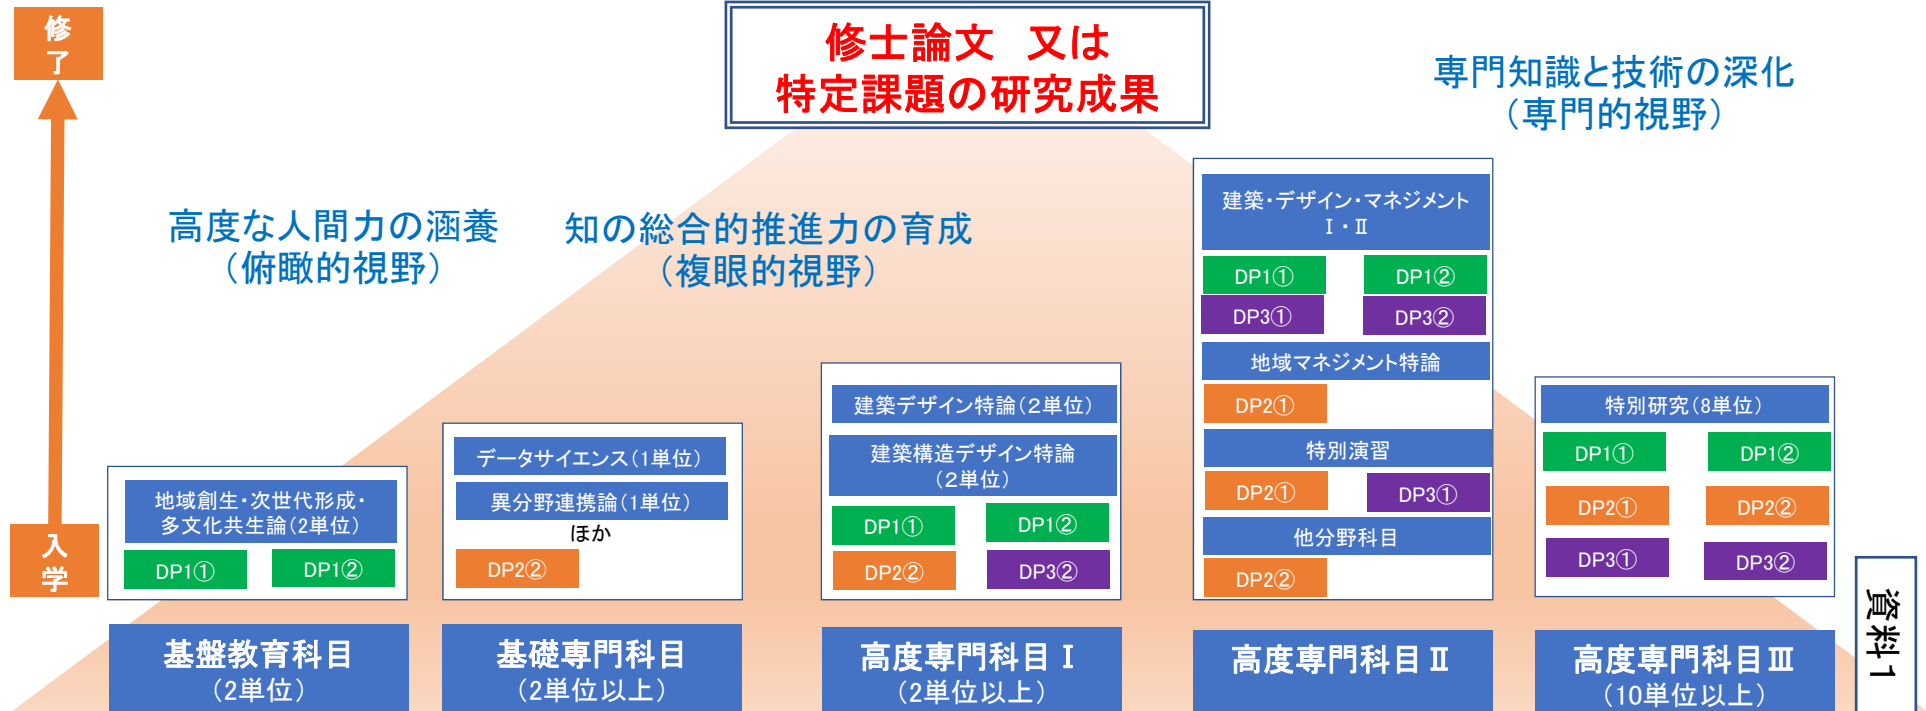 修
了
入
学
修士論文　又は
特定課題の研究成果
専門知識と技術の深化
（専門的視野）
高度な人間力の涵養
（俯瞰的視野）
知の総合的推進力の育成
（複眼的視野）
地域創生・次世代形成・
多文化共生論(2単位)
DP1① DP1②
基盤教育科目
（2単位）
データサイエンス(1単位)
異分野連携論(1単位)
ほか
DP2②
基礎専門科目
（2単位以上）
建築デザイン特論(２単位)
建築構造デザイン特論
(２単位)
DP1① DP1②
DP2② DP3②
高度専門科目Ⅰ
（2単位以上）
建築・デザイン・マネジメント
Ⅰ・Ⅱ
DP1① DP1②
DP3① DP3②
地域マネジメント特論
DP2①
特別演習
DP2① DP3①
他分野科目
DP2②
高度専門科目Ⅱ
特別研究(8単位)
DP1① DP1②
DP2① DP2②
DP3① DP3②
高度専門科目Ⅲ
（10単位以上）
資料1